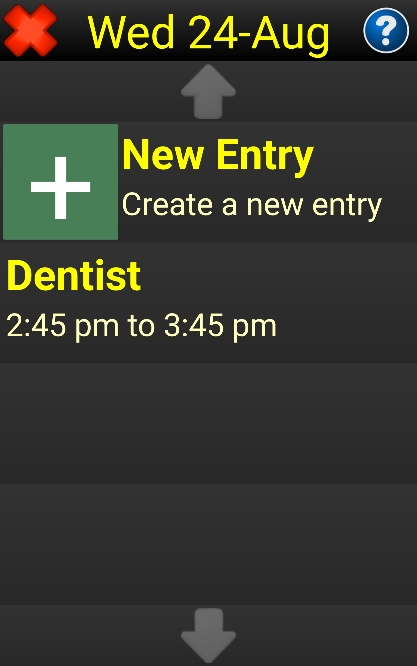 Wed 24-Aug
?
New Entry
Create a new entry
Dentist
2:45 pm to 3:45 pm